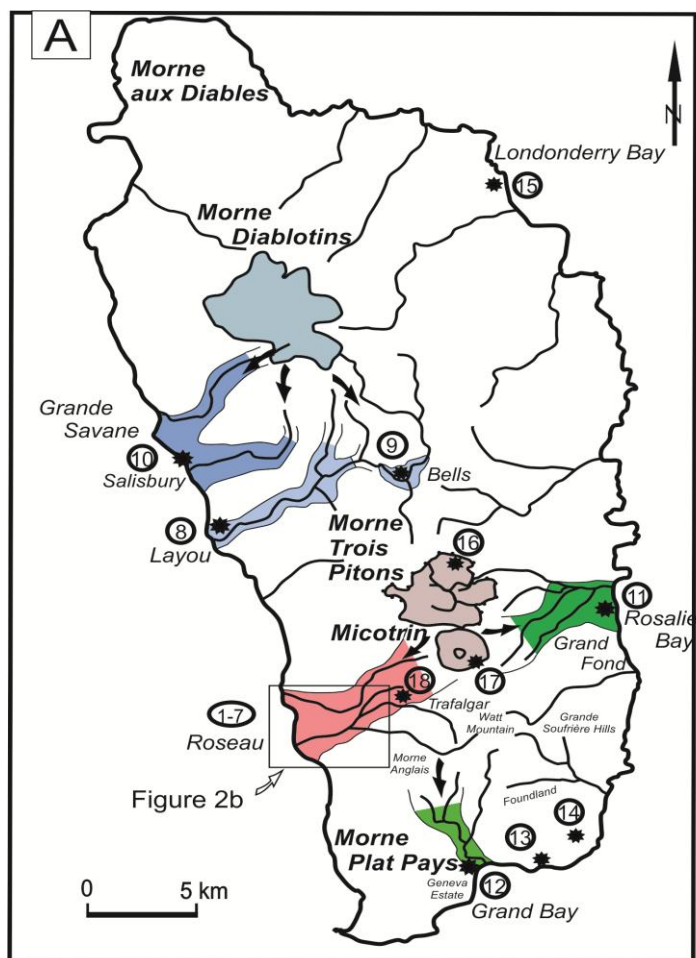 A
Morne
aux Diables
N
Londonderry Bay
15
Morne
Diablotins
Grande
Savane
10
Salisbury
9
Bells
8
Layou
Morne
Trois
Pitons
16
Micotrin
11
Rosalie
Bay
Grand
Fond
17
18
Trafalgar
1-7
Roseau
Watt
Mountain
Grande
Soufrière Hills
Morne
Anglais
Figure 2b
Foundland
14
13
Morne
Plat Pays
Geneva
Estate
12
Grand Bay
0 5 km